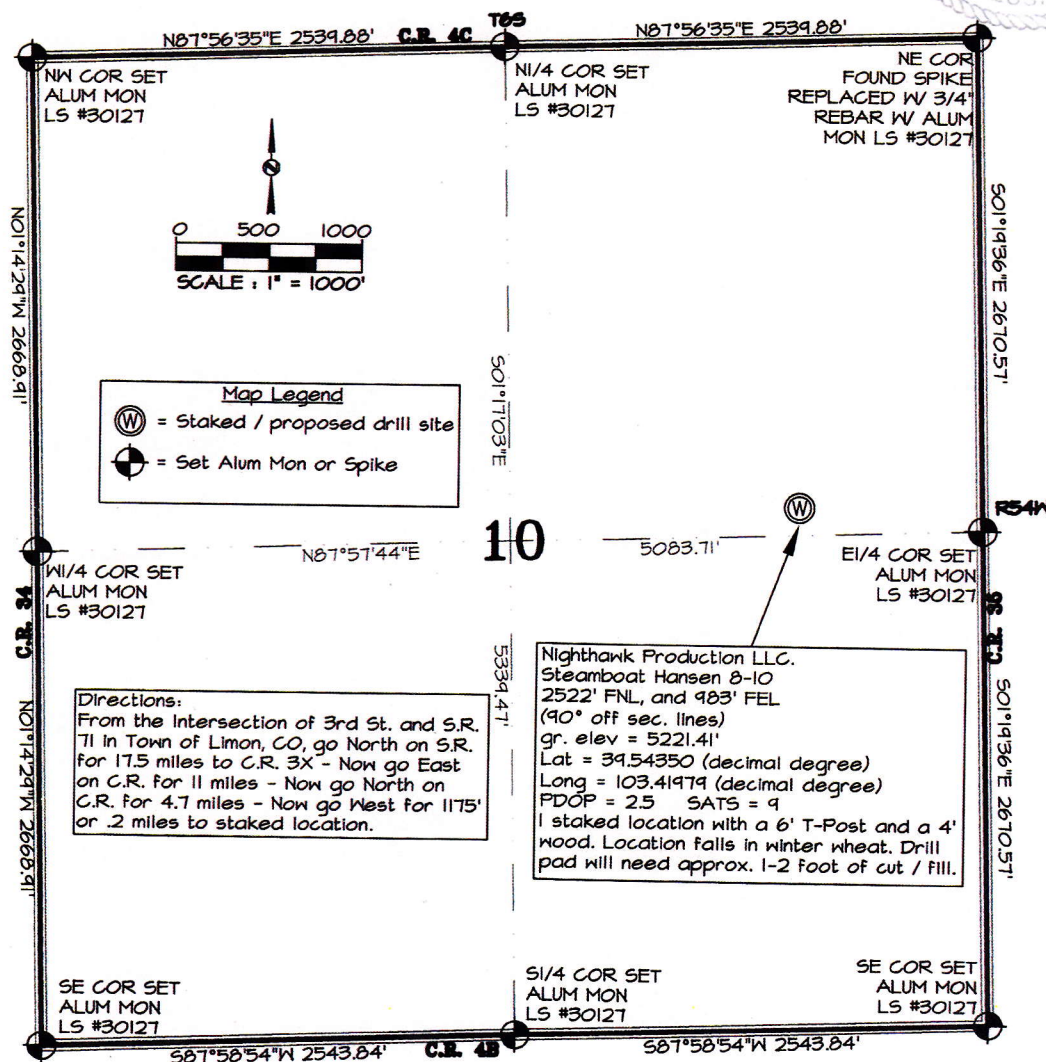 T6S
N87°56'35"E 2539.88'
C.R. 4C
N87°56'35"E 2539.88'
NW COR SET
ALUM MON
LS #30127
N1/4 COR SET
ALUM MON
LS #30127
NE COR
FOUND SPIKE
REPLACED W/ 3/4"
REBAR W/ ALUM
MON LS #30127
N
0 500 1000
SCALE : 1" = 1000'
N01°14'29"W 2668.91'
S01°19'36"E 2670.57'
S01°17'03"E
Map Legend
W = Staked / proposed drill site
= Set Alum Mon or Spike
W
R54W
10
N87°57'44"E
5083.71'
W1/4 COR SET
ALUM MON
LS #30127
E1/4 COR SET
ALUM MON
LS #30127
C.R. 34
C.R. 35
5339.47'
Nighthawk Production LLC.
Steamboat Hansen 8-10
2522' FNL, and 983' FEL
(90° off sec. lines)
gr. elev = 5221.41'
Lat = 39.54350 (decimal degree)
Long = 103.41979 (decimal degree)
PDOP = 2.5 SATS = 9
I staked location with a 6' T-Post and a 4'
wood. Location falls in winter wheat. Drill
pad will need approx. 1-2 foot of cut / fill.
Directions:
From the Intersection of 3rd St. and S.R.
71 in Town of Limon, CO, go North on S.R.
for 17.5 miles to C.R. 3X - Now go East
on C.R. for 11 miles - Now go North on
C.R. for 4.7 miles - Now go West for 1175'
or .2 miles to staked location.
N01°14'29"W 2668.91'
S01°19'36"E 2670.57'
SE COR SET
ALUM MON
LS #30127
S1/4 COR SET
ALUM MON
LS #30127
SE COR SET
ALUM MON
LS #30127
S87°58'54"W 2543.84'
C.R. 4B
S87°58'54"W 2543.84'